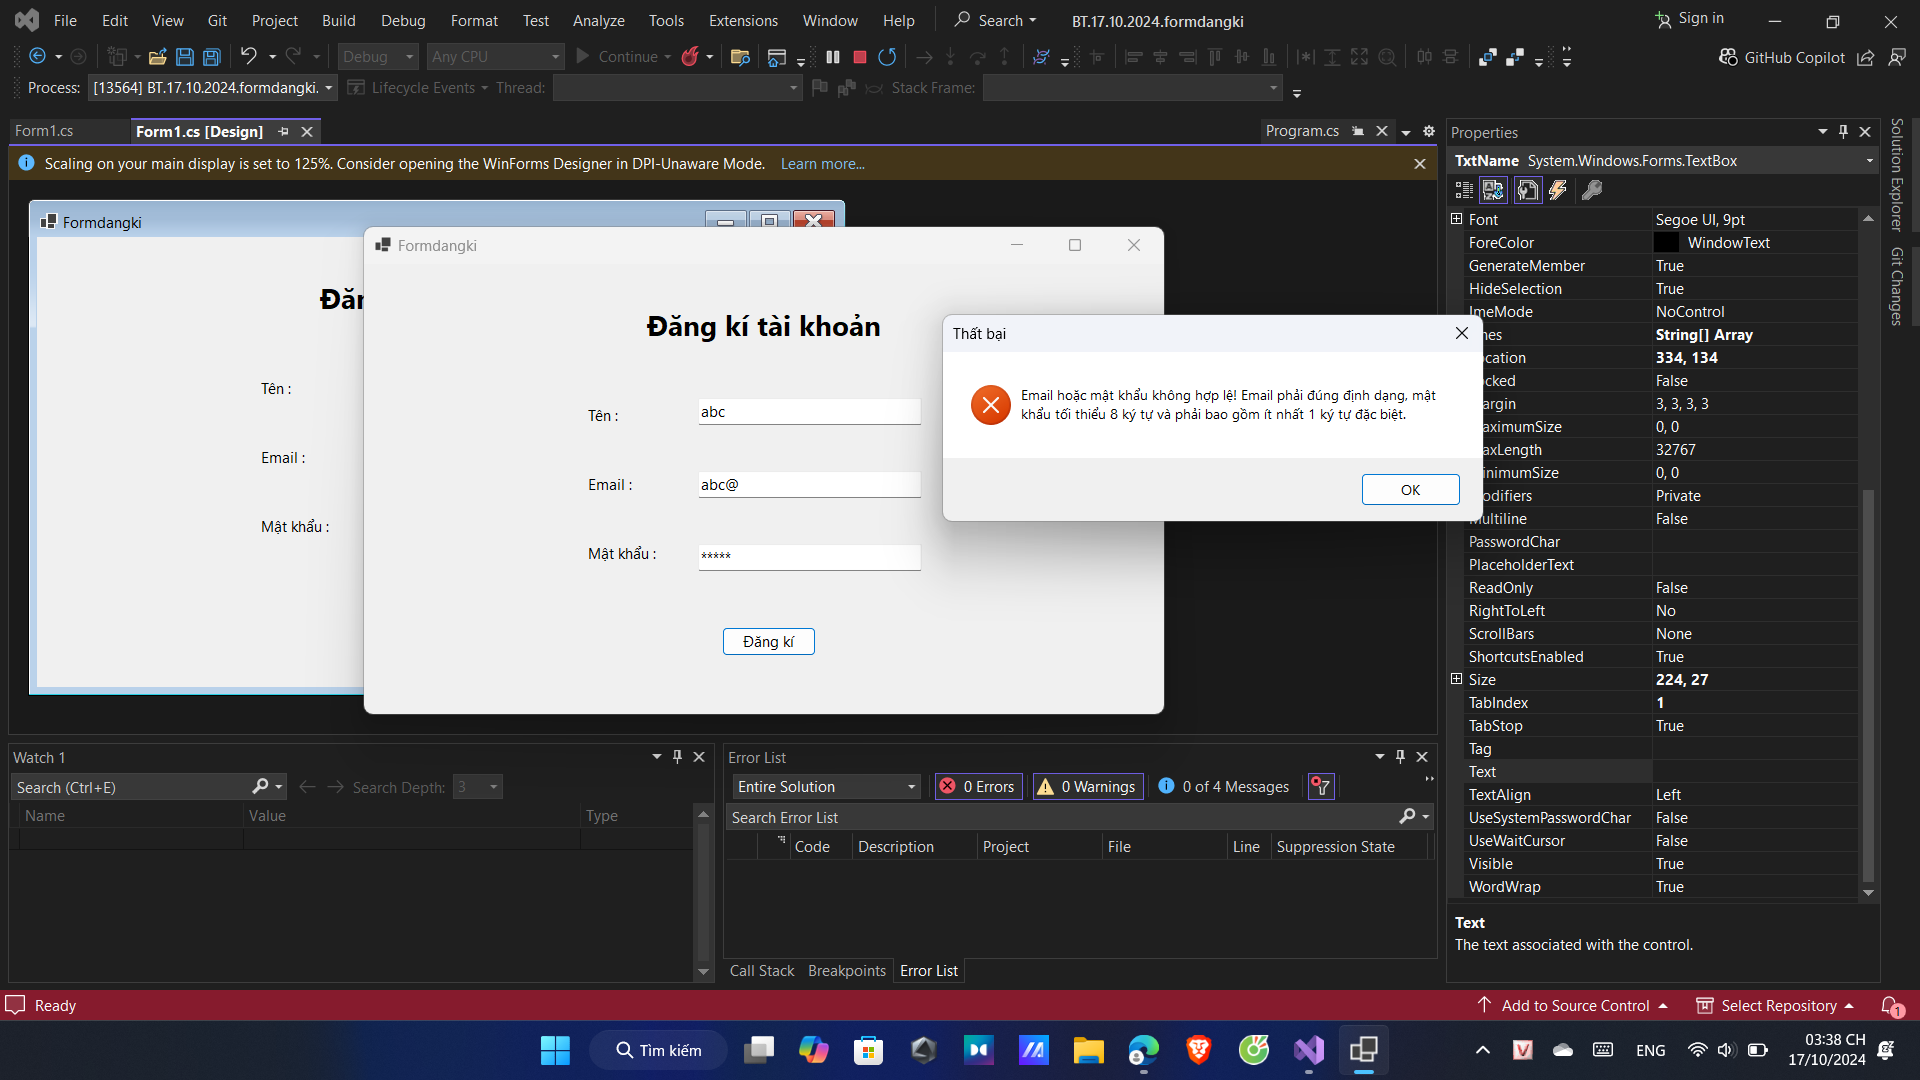 File Edit View Git Project Build Debug Format Test Analyze Tools Extensions Window Help Search BT.17.10.2024.formdangki Sign in
Debug Any CPU Continue GitHub Copilot
Process: [13564] BT.17.10.2024.formdangki. Lifecycle Events Thread: Stack Frame:
Form1.cs Form1.cs [Design] Program.cs
Scaling on your main display is set to 125%. Consider opening the WinForms Designer in DPI-Unaware Mode. Learn more...
Formdangki
Đăn
Tên :
Email :
Mật khẩu :
Formdangki
Đăng kí tài khoản
Tên : abc
Email : abc@
Mật khẩu : *****
Đăng kí
Thất bại
Email hoặc mật khẩu không hợp lệ! Email phải đúng định dạng, mật
khẩu tối thiểu 8 ký tự và phải bao gồm ít nhất 1 ký tự đặc biệt.
OK
Properties
TxtName System.Windows.Forms.TextBox
Font Segoe UI, 9pt
ForeColor WindowText
GenerateMember True
HideSelection True
ImeMode NoControl
nes String[] Array
ocation 334, 134
ocked False
argin 3, 3, 3, 3
aximumSize 0, 0
axLength 32767
inimumSize 0, 0
odifiers Private
Multiline False
PasswordChar
PlaceholderText
ReadOnly False
RightToLeft No
ScrollBars None
ShortcutsEnabled True
Size 224, 27
TabIndex 1
TabStop True
Tag
Text
TextAlign Left
UseSystemPasswordChar False
UseWaitCursor False
Visible True
WordWrap True
Text
The text associated with the control.
Solution Explorer
Git Changes
Watch 1
Search (Ctrl+E) Search Depth: 3
Name Value Type
Error List
Entire Solution 0 Errors 0 Warnings 0 of 4 Messages
Search Error List
Code Description Project File Line Suppression State
Call Stack Breakpoints Error List
Ready Add to Source Control Select Repository 1
Tìm kiếm ENG 03:38 CH
17/10/2024